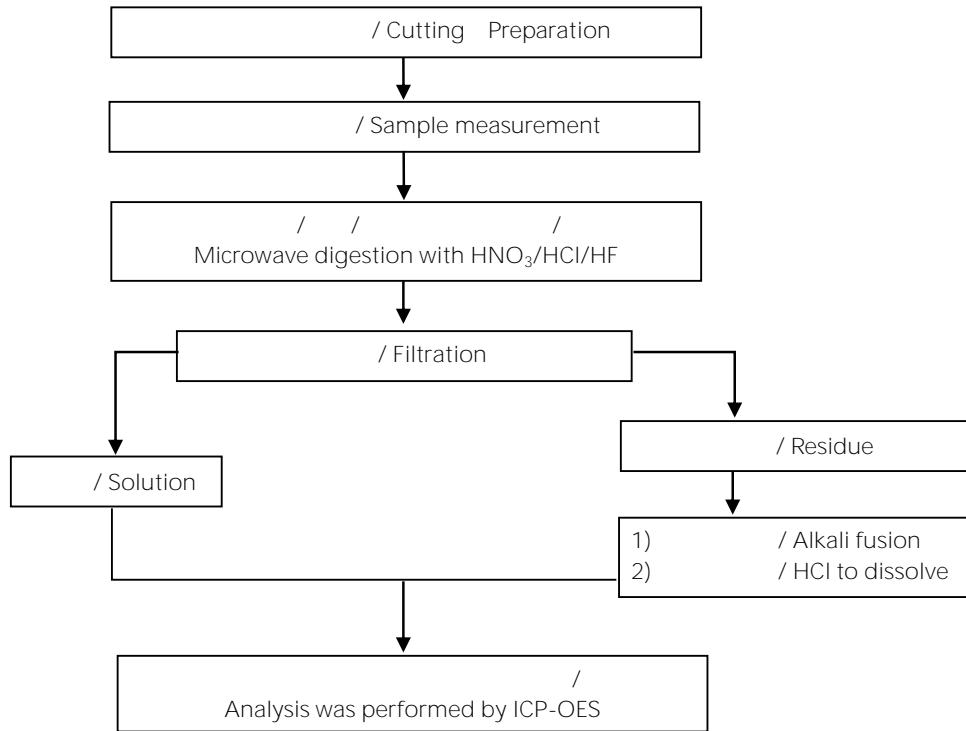 / Cutting Preparation
/ Sample measurement
/ / /
Microwave digestion with HNO₃/HCl/HF
/ Filtration
/ Residue
/ Solution
1) / Alkali fusion
2) / HCl to dissolve
/
Analysis was performed by ICP-OES